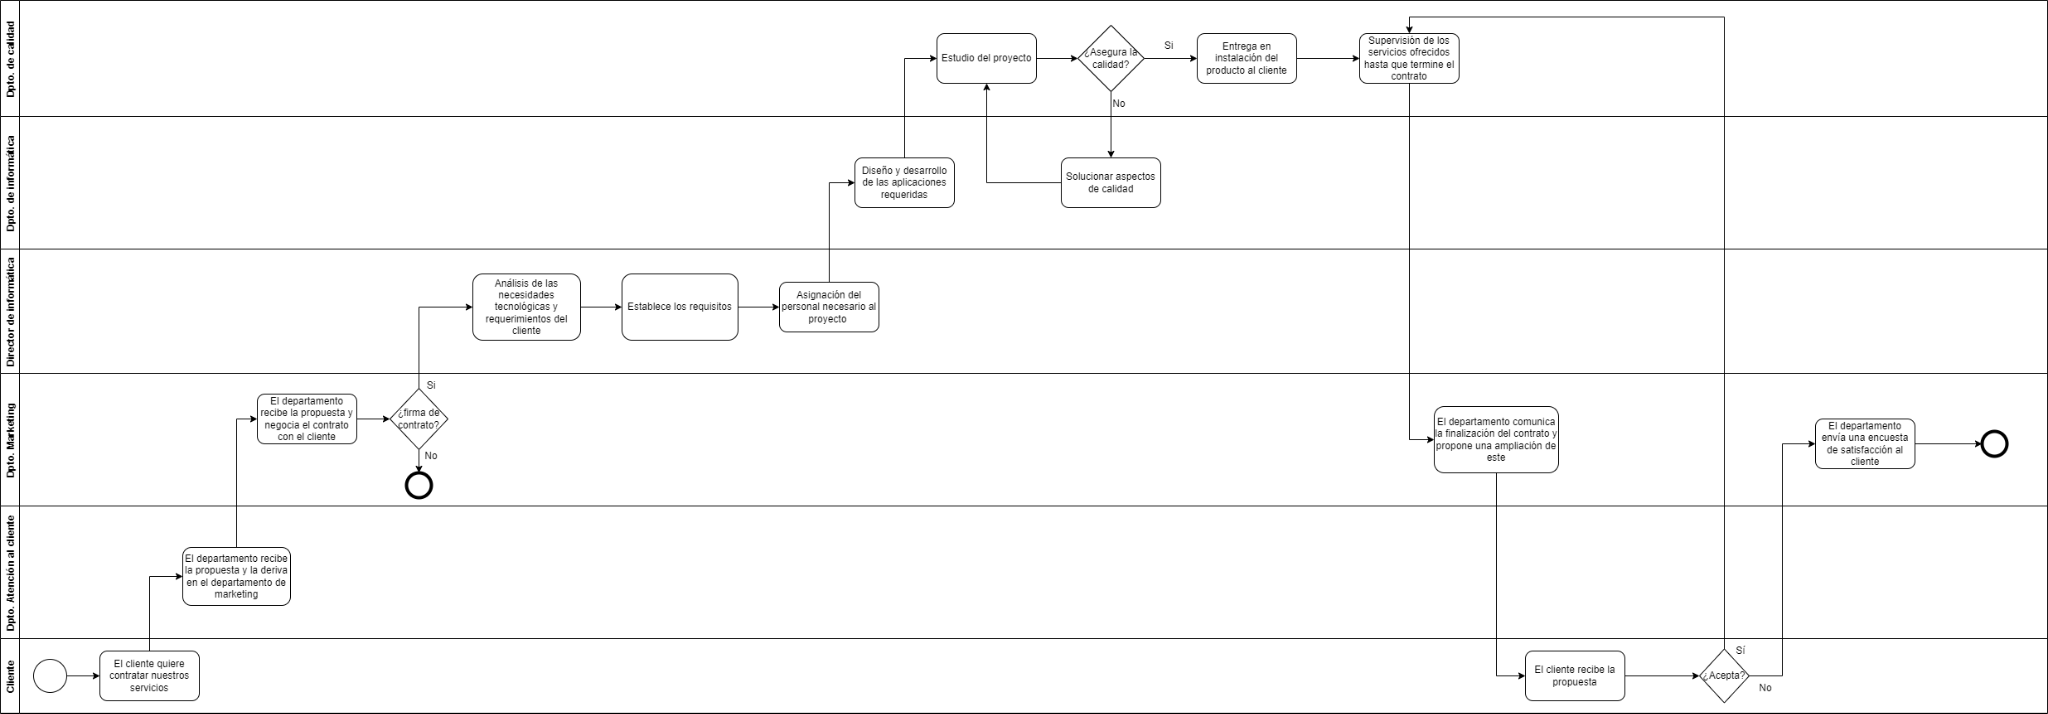 Dpto. de calidad
Estudio del proyecto
¿Asegura la
calidad?
Si
No
Entrega en
instalación del
producto al cliente
Supervisión de los
servicios ofrecidos
hasta que termine el
contrato
Dpto. de informática
Diseño y desarrollo
de las aplicaciones
requeridas
Solucionar aspectos
de calidad
Director de informática
Análisis de las
necesidades
tecnológicas y
requerimientos del
cliente
Establece los requisitos
Asignación del
personal necesario al
proyecto
Dpto. Marketing
El departamento
recibe la propuesta y
negocia el contrato
con el cliente
Si
¿firma de
contrato?
No
El departamento comunica
la finalización del contrato y
propone una ampliación de
este
El departamento
envía una encuesta
de satisfacción al
cliente
Dpto. Atención al cliente
El departamento recibe
la propuesta y la deriva
en el departamento de
marketing
Cliente
El cliente quiere
contratar nuestros
servicios
El cliente recibe la
propuesta
Sí
¿Acepta?
No